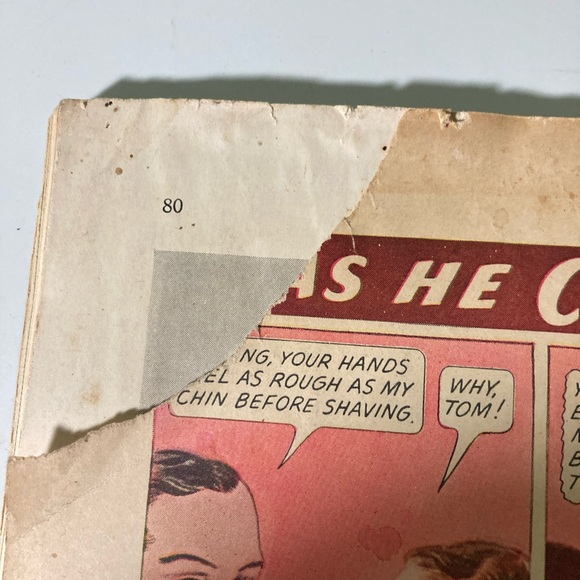 80
AS HE C
NG, YOUR HANDS
EL AS ROUGH AS MY
CHIN BEFORE SHAVING.
WHY,
TOM!